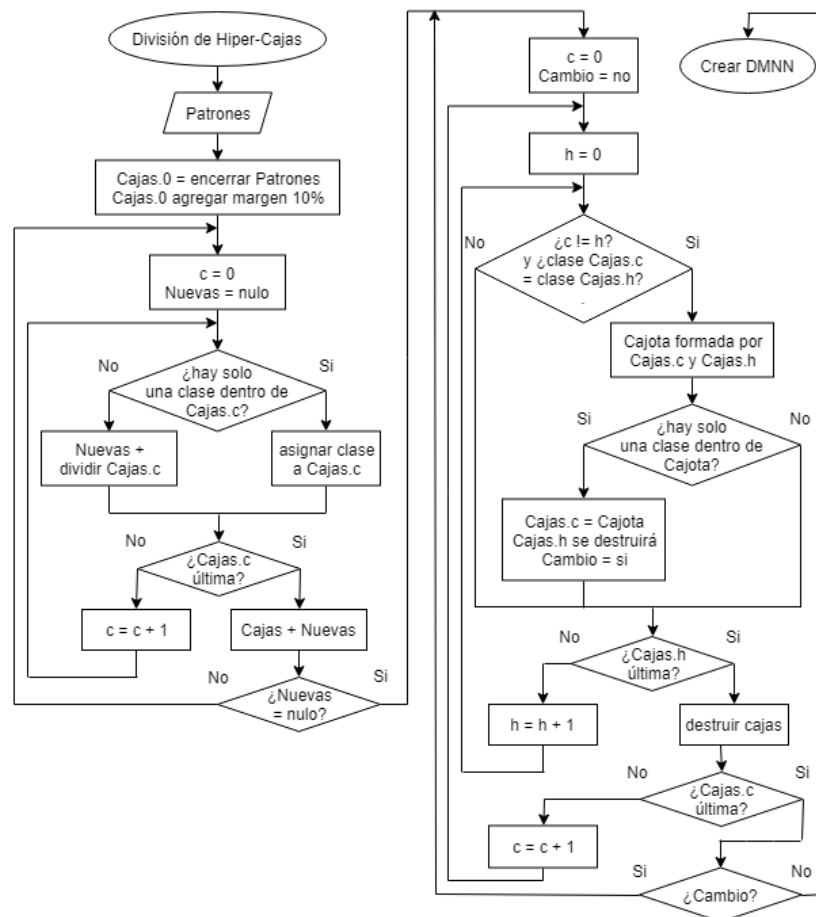 División de Hiper-Cajas
Patrones
Cajas.0 = encerrar Patrones
Cajas.0 agregar margen 10%
c = 0
Nuevas = nulo
No
Si
¿hay solo
una clase dentro de
Cajas.c?
Nuevas +
dividir Cajas.c
asignar clase
a Cajas.c
No
Si
¿Cajas.c
última?
c = c + 1
Cajas + Nuevas
No
Si
¿Nuevas
= nulo?
c = 0
Cambio = no
h = 0
No
Si
¿c != h?
y ¿clase Cajas.c
= clase Cajas.h?
.
Cajota formada por
Cajas.c y Cajas.h
Si
No
¿hay solo
una clase dentro de
Cajota?
Cajas.c = Cajota
Cajas.h se destruirá
Cambio = si
No
Si
¿Cajas.h
última?
h = h + 1
destruir cajas
No
Si
¿Cajas.c
última?
c = c + 1
Si
No
¿Cambio?
Crear DMNN